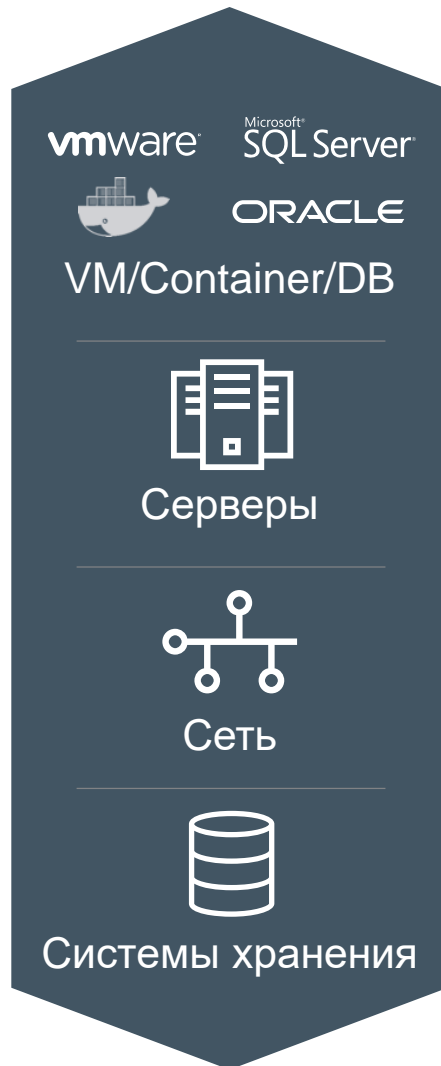 vmware
Microsoft®
SQL Server
ORACLE
VM/Container/DB
Серверы
Сеть
Системы хранения